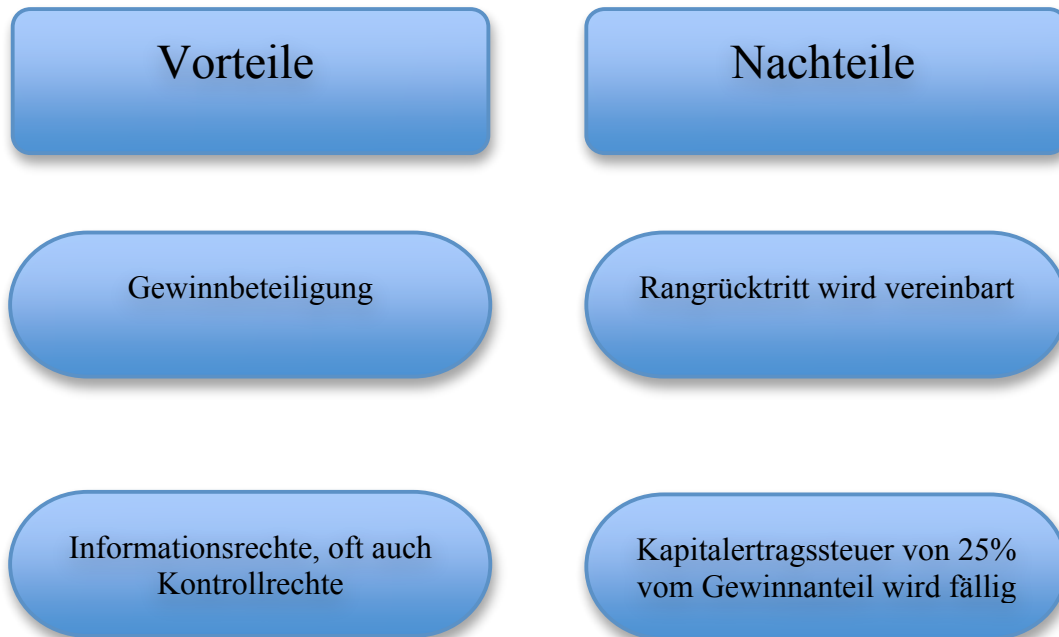 Vorteile
Nachteile
Gewinnbeteiligung
Rangrücktritt wird vereinbart
Informationsrechte, oft auch
Kontrollrechte
Kapitalertragssteuer von 25%
vom Gewinnanteil wird fällig